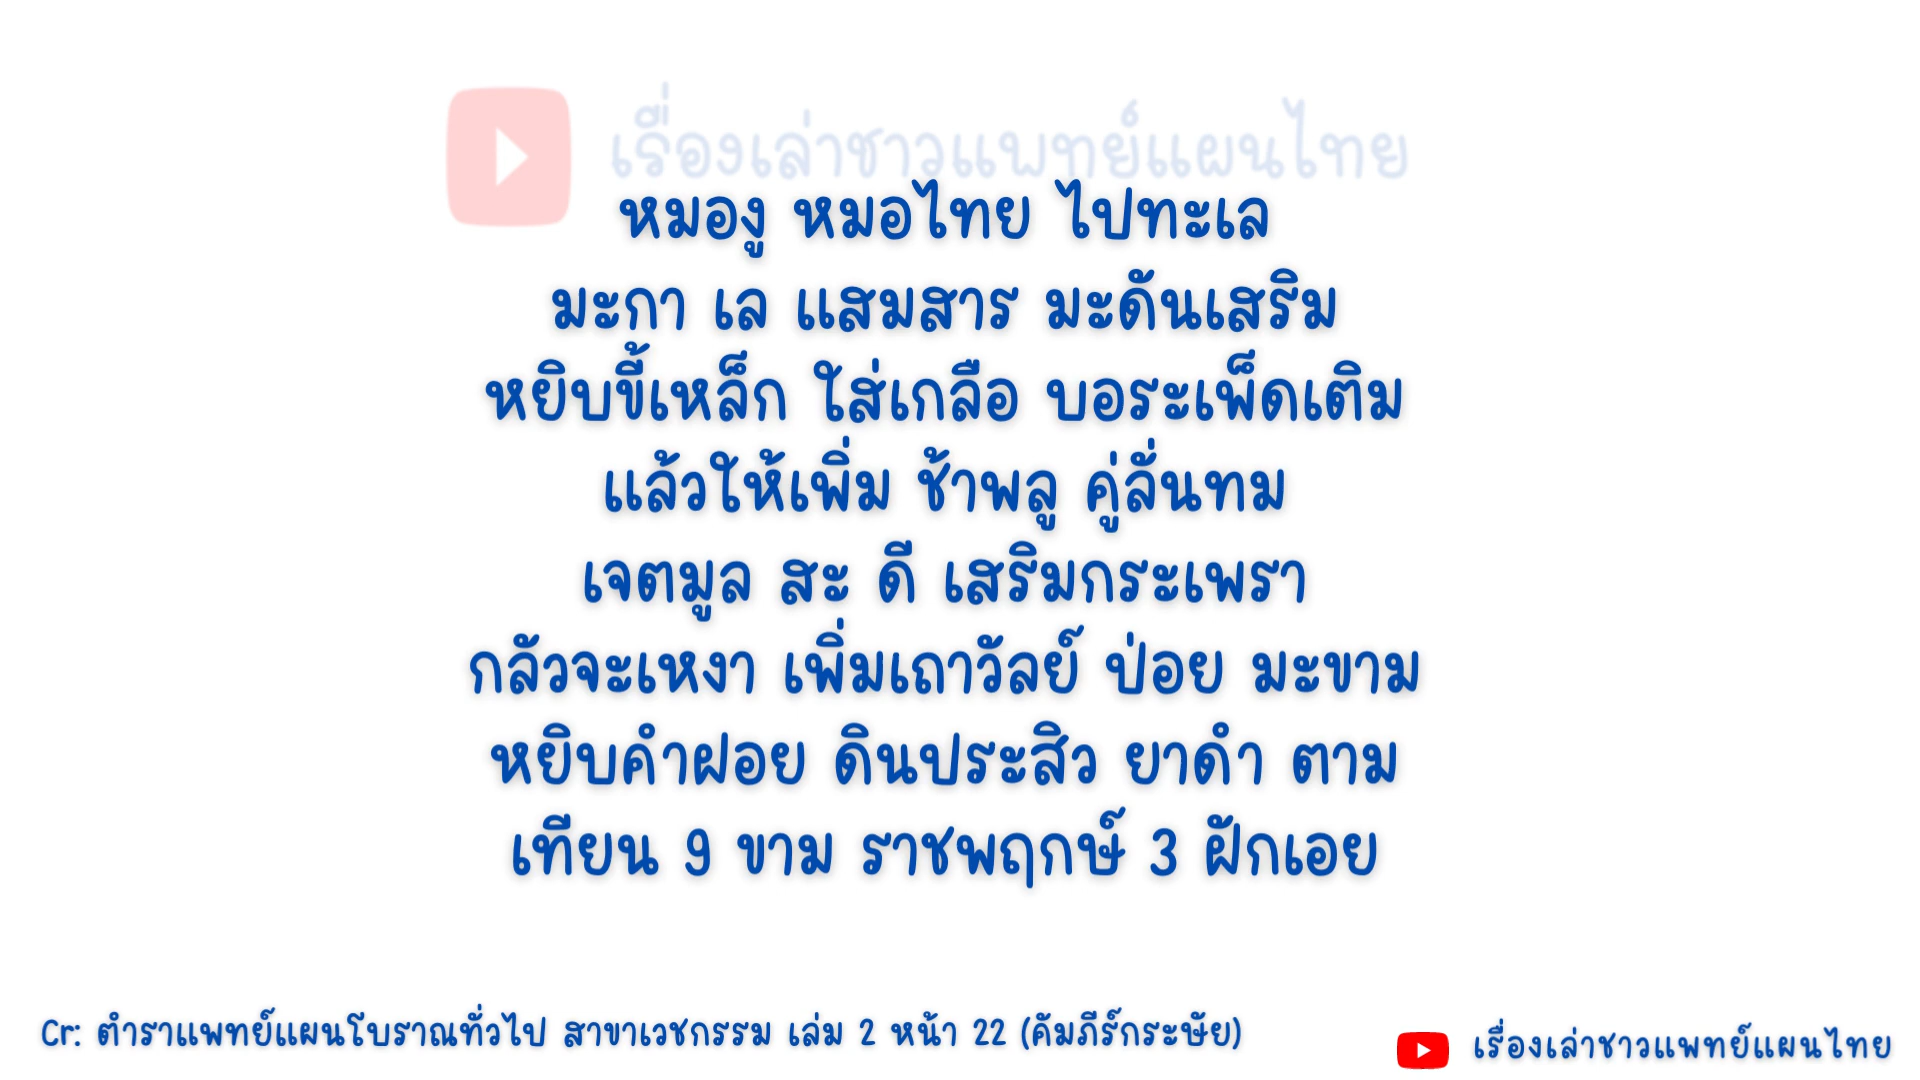 เรื่องเล่าชาวแพทย์แผนไทย
หมองู หมอไทย ไปทะเล
มะกา เล แสมสาร มะดันเสริม
หยิบขี้เหล็ก ใส่เกลือ บอระเพ็ดเติม
แล้วให้เพิ่ม ช้าพลู คู่ลั่นทม
เจตมูล สะ ดี เสริมกระเพรา
กลัวจะเหงา เพิ่มเถาวัลย์ ป่อย มะขาม
หยิบคำฝอย ดินประสิว ยาดำ ตาม
เทียน 9 ขาม ราชพฤกษ์ 3 ฝักเอย
Cr: ตำราแพทย์แผนโบราณทั่วไป สาขาเวชกรรม เล่ม 2 หน้า 22 (คัมภีร์กระษัย)
เรื่องเล่าชาวแพทย์แผนไทย